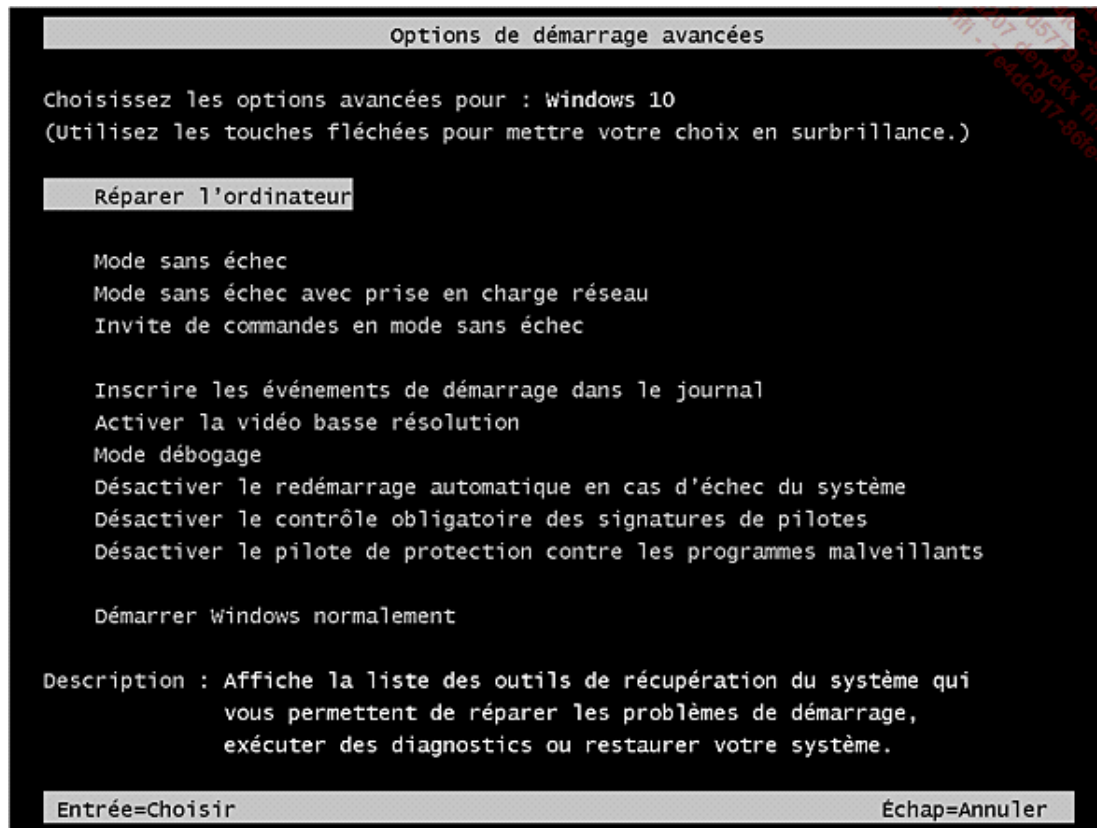 Options de démarrage avancées
Choisissez les options avancées pour : Windows 10
(Utilisez les touches fléchées pour mettre votre choix en surbrillance.)
Réparer l'ordinateur
Mode sans échec
Mode sans échec avec prise en charge réseau
Invite de commandes en mode sans échec
Inscrire les événements de démarrage dans le journal
Activer la vidéo basse résolution
Mode débogage
Désactiver le redémarrage automatique en cas d'échec du système
Désactiver le contrôle obligatoire des signatures de pilotes
Désactiver le pilote de protection contre les programmes malveillants
Démarrer Windows normalement
Description : Affiche la liste des outils de récupération du système qui
vous permettent de réparer les problèmes de démarrage,
exécuter des diagnostics ou restaurer votre système.
Entrée=Choisir Échap=Annuler